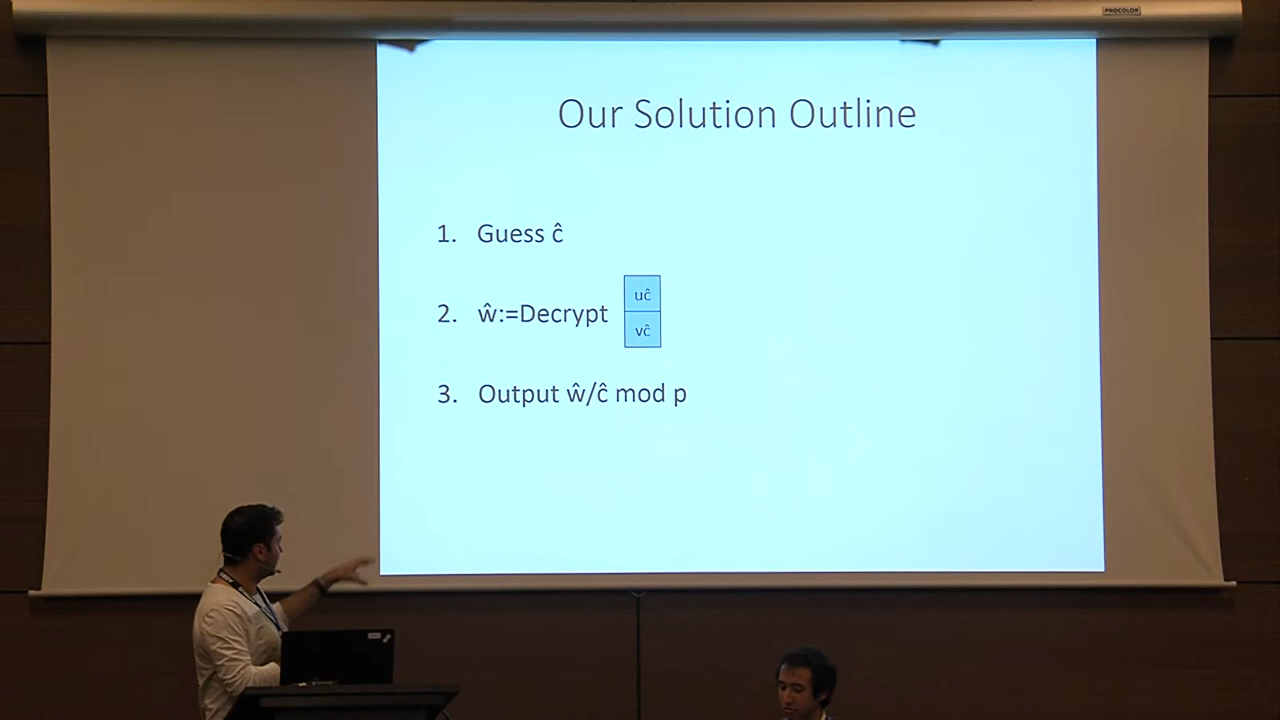 PROCOLOR
Our Solution Outline
1. Guess ĉ
2. ŵ:=Decrypt
uĉ
vĉ
3. Output ŵ/ĉ mod p